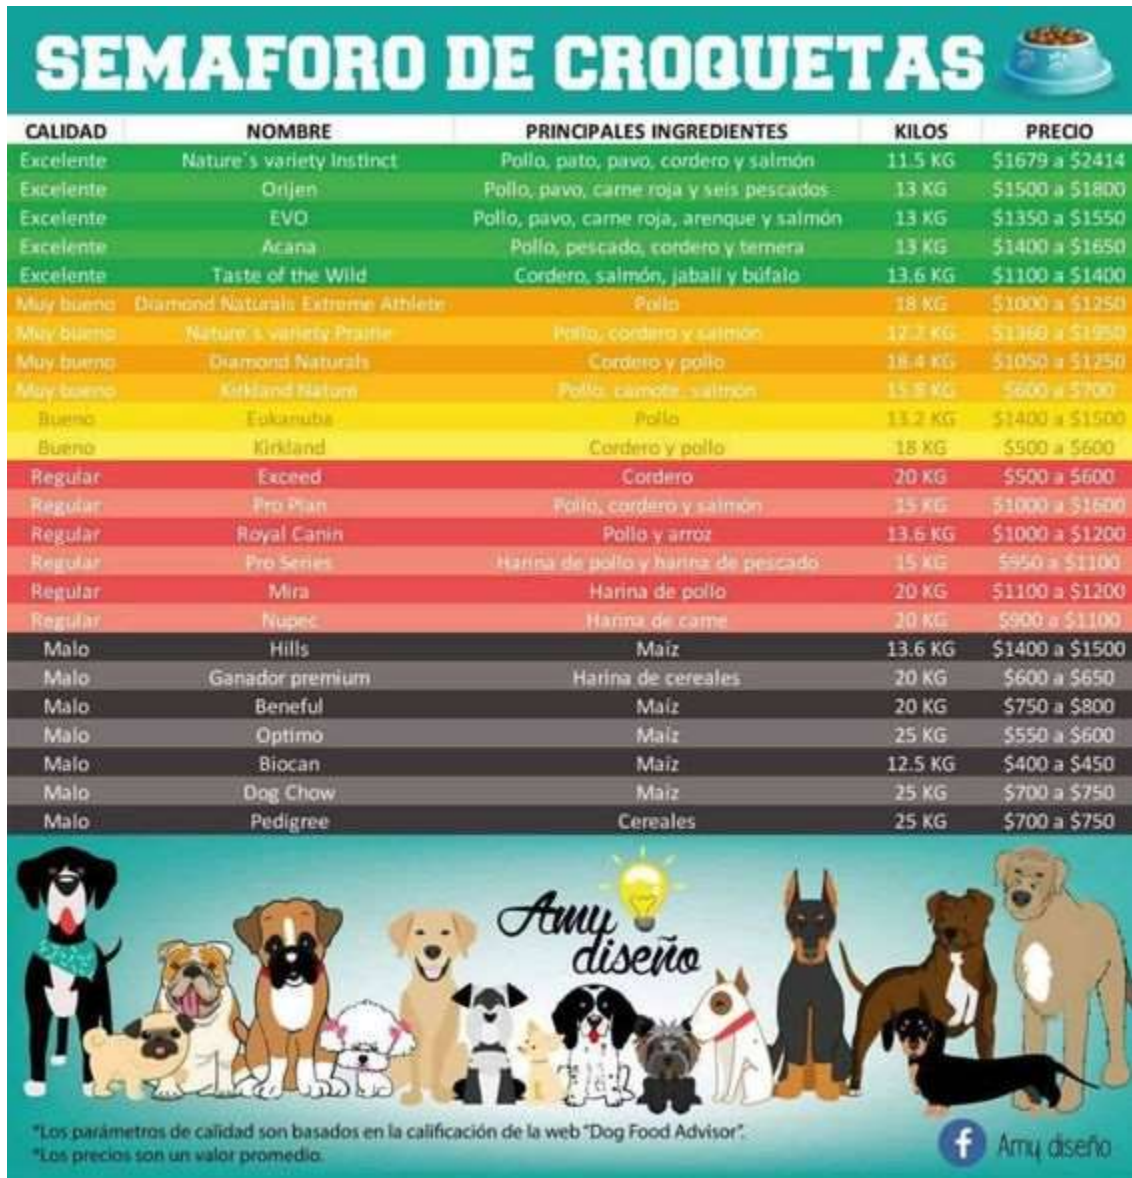 SEMAFORO DE CROQUETAS
CALIDAD NOMBRE PRINCIPALES INGREDIENTES KILOS PRECIO
Excelente Nature´s variety Instinct Pollo, pato, pavo, cordero y salmón 11.5 KG $1679 a $2414
Excelente Orijen Pollo, pavo, carne roja y seis pescados 13 KG $1500 a $1800
Excelente EVO Pollo, pavo, carne roja, arenque y salmón 13 KG $1350 a $1550
Excelente Acana Pollo, pescado, cordero y ternera 13 KG $1400 a $1650
Excelente Taste of the Wild Cordero, salmón, jabalí y búfalo 13.6 KG $1100 a $1400
Muy bueno Diamond Naturals Extreme Athlete Pollo 18 KG $1000 a $1250
Muy bueno Nature´s variety Prairie Pollo, cordero y salmón 12.2 KG $1360 a $1950
Muy bueno Diamond Naturals Cordero y pollo 18.4 KG $1050 a $1250
Muy bueno Kirkland Nature Pollo, camote, salmón 15.8 KG $600 a $700
Bueno Eukanuba Pollo 13.2 KG $1400 a $1500
Bueno Kirkland Cordero y pollo 18 KG $500 a $600
Regular Exceed Cordero 20 KG $500 a $600
Regular Pro Plan Pollo, cordero y salmón 15 KG $1000 a $1600
Regular Royal Canin Pollo y arroz 13.6 KG $1000 a $1200
Regular Pro Series Harina de pollo y harina de pescado 15 KG $950 a $1100
Regular Mira Harina de pollo 20 KG $1100 a $1200
Regular Nupec Harina de carne 20 KG $900 a $1100
Malo Hills Maíz 13.6 KG $1400 a $1500
Malo Ganador premium Harina de cereales 20 KG $600 a $650
Malo Beneful Maíz 20 KG $750 a $800
Malo Optimo Maíz 25 KG $550 a $600
Malo Biocan Maíz 12.5 KG $400 a $450
Malo Dog Chow Maíz 25 KG $700 a $750
Malo Pedigree Cereales 25 KG $700 a $750
Amy
diseño
*Los parámetros de calidad son basados en la calificación de la web "Dog Food Advisor".
*Los precios son un valor promedio.
f Amy diseño